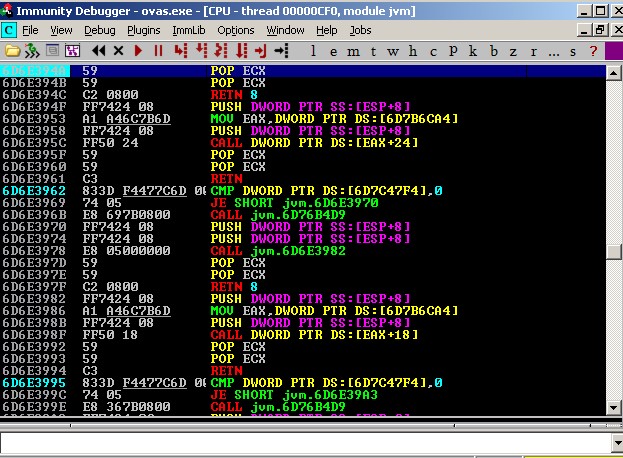 Immunity Debugger - ovas.exe - [CPU - thread 00000CF0, module jvm]
C File View Debug Plugins ImmLib Options Window Help Jobs
l e m t w h c p k b z r ... s ?
6D6E394A 59 POP ECX
6D6E394B 59 POP ECX
6D6E394C C2 0800 RETN 8
6D6E394F FF7424 08 PUSH DWORD PTR SS:[ESP+8]
6D6E3953 A1 A46C7B6D MOV EAX,DWORD PTR DS:[6D7B6CA4]
6D6E3958 FF7424 08 PUSH DWORD PTR SS:[ESP+8]
6D6E395C FF50 24 CALL DWORD PTR DS:[EAX+24]
6D6E395F 59 POP ECX
6D6E3960 59 POP ECX
6D6E3961 C3 RETN
6D6E3962 833D F4477C6D 00 CMP DWORD PTR DS:[6D7C47F4],0
6D6E3969 74 05 JE SHORT jvm.6D6E3970
6D6E396B E8 697B0800 CALL jvm.6D76B4D9
6D6E3970 FF7424 08 PUSH DWORD PTR SS:[ESP+8]
6D6E3974 FF7424 08 PUSH DWORD PTR SS:[ESP+8]
6D6E3978 E8 05000000 CALL jvm.6D6E3982
6D6E397D 59 POP ECX
6D6E397E 59 POP ECX
6D6E397F C2 0800 RETN 8
6D6E3982 FF7424 08 PUSH DWORD PTR SS:[ESP+8]
6D6E3986 A1 A46C7B6D MOV EAX,DWORD PTR DS:[6D7B6CA4]
6D6E398B FF7424 08 PUSH DWORD PTR SS:[ESP+8]
6D6E398F FF50 18 CALL DWORD PTR DS:[EAX+18]
6D6E3992 59 POP ECX
6D6E3993 59 POP ECX
6D6E3994 C3 RETN
6D6E3995 833D F4477C6D 00 CMP DWORD PTR DS:[6D7C47F4],0
6D6E399C 74 05 JE SHORT jvm.6D6E39A3
6D6E399E E8 367B0800 CALL jvm.6D76B4D9